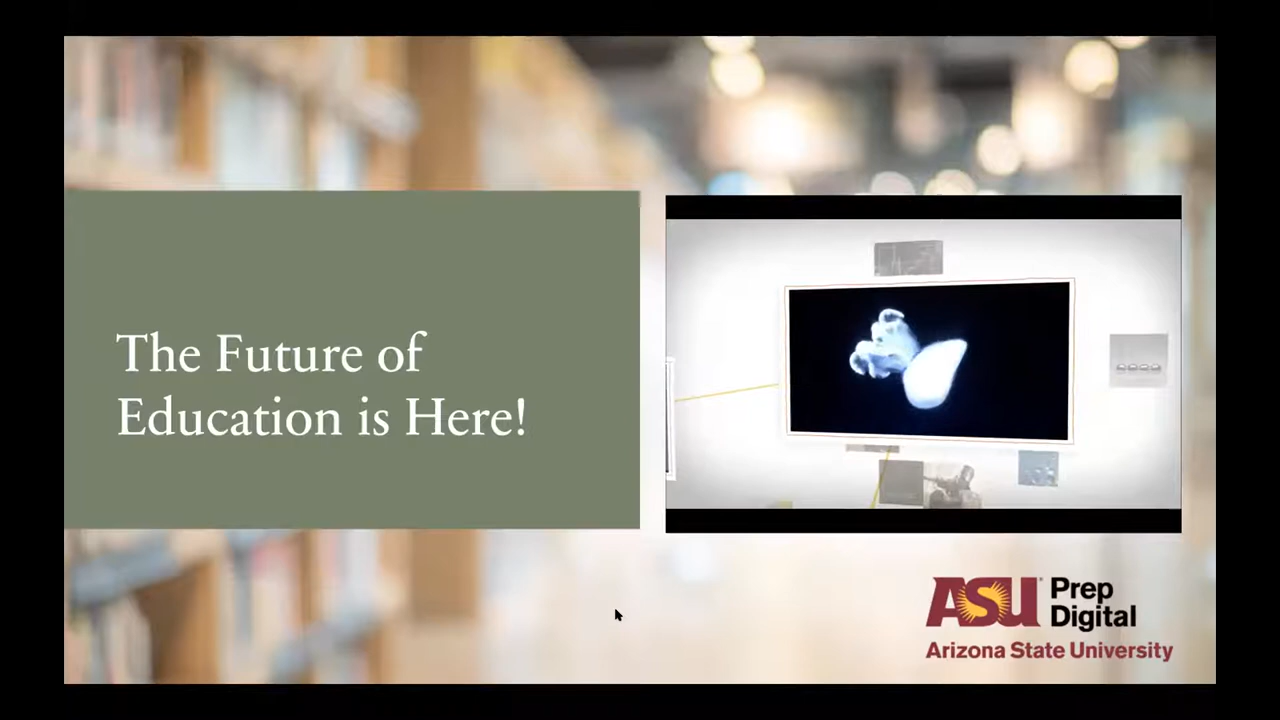 The Future of
Education is Here!
ASU Prep
Digital
Arizona State University